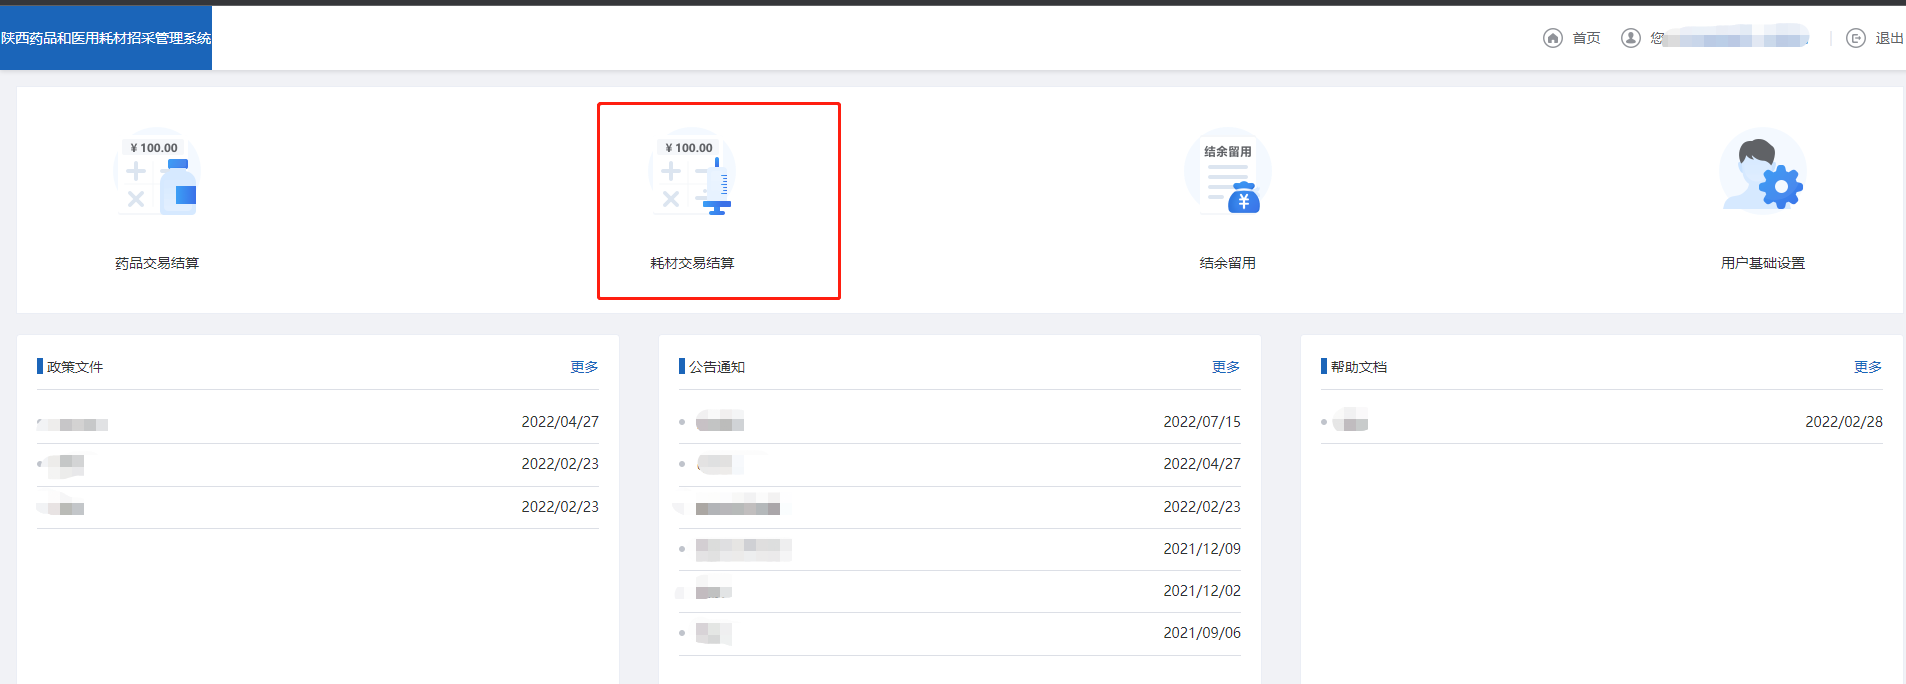 陕西药品和医用耗材招采管理系统
首页
您
退出
¥ 100.00
¥ 100.00
结余留用
¥
药品交易结算
耗材交易结算
结余留用
用户基础设置
政策文件 更多
2022/04/27
2022/02/23
2022/02/23
公告通知 更多
2022/07/15
2022/04/27
2022/02/23
2021/12/09
2021/12/02
2021/09/06
帮助文档 更多
2022/02/28